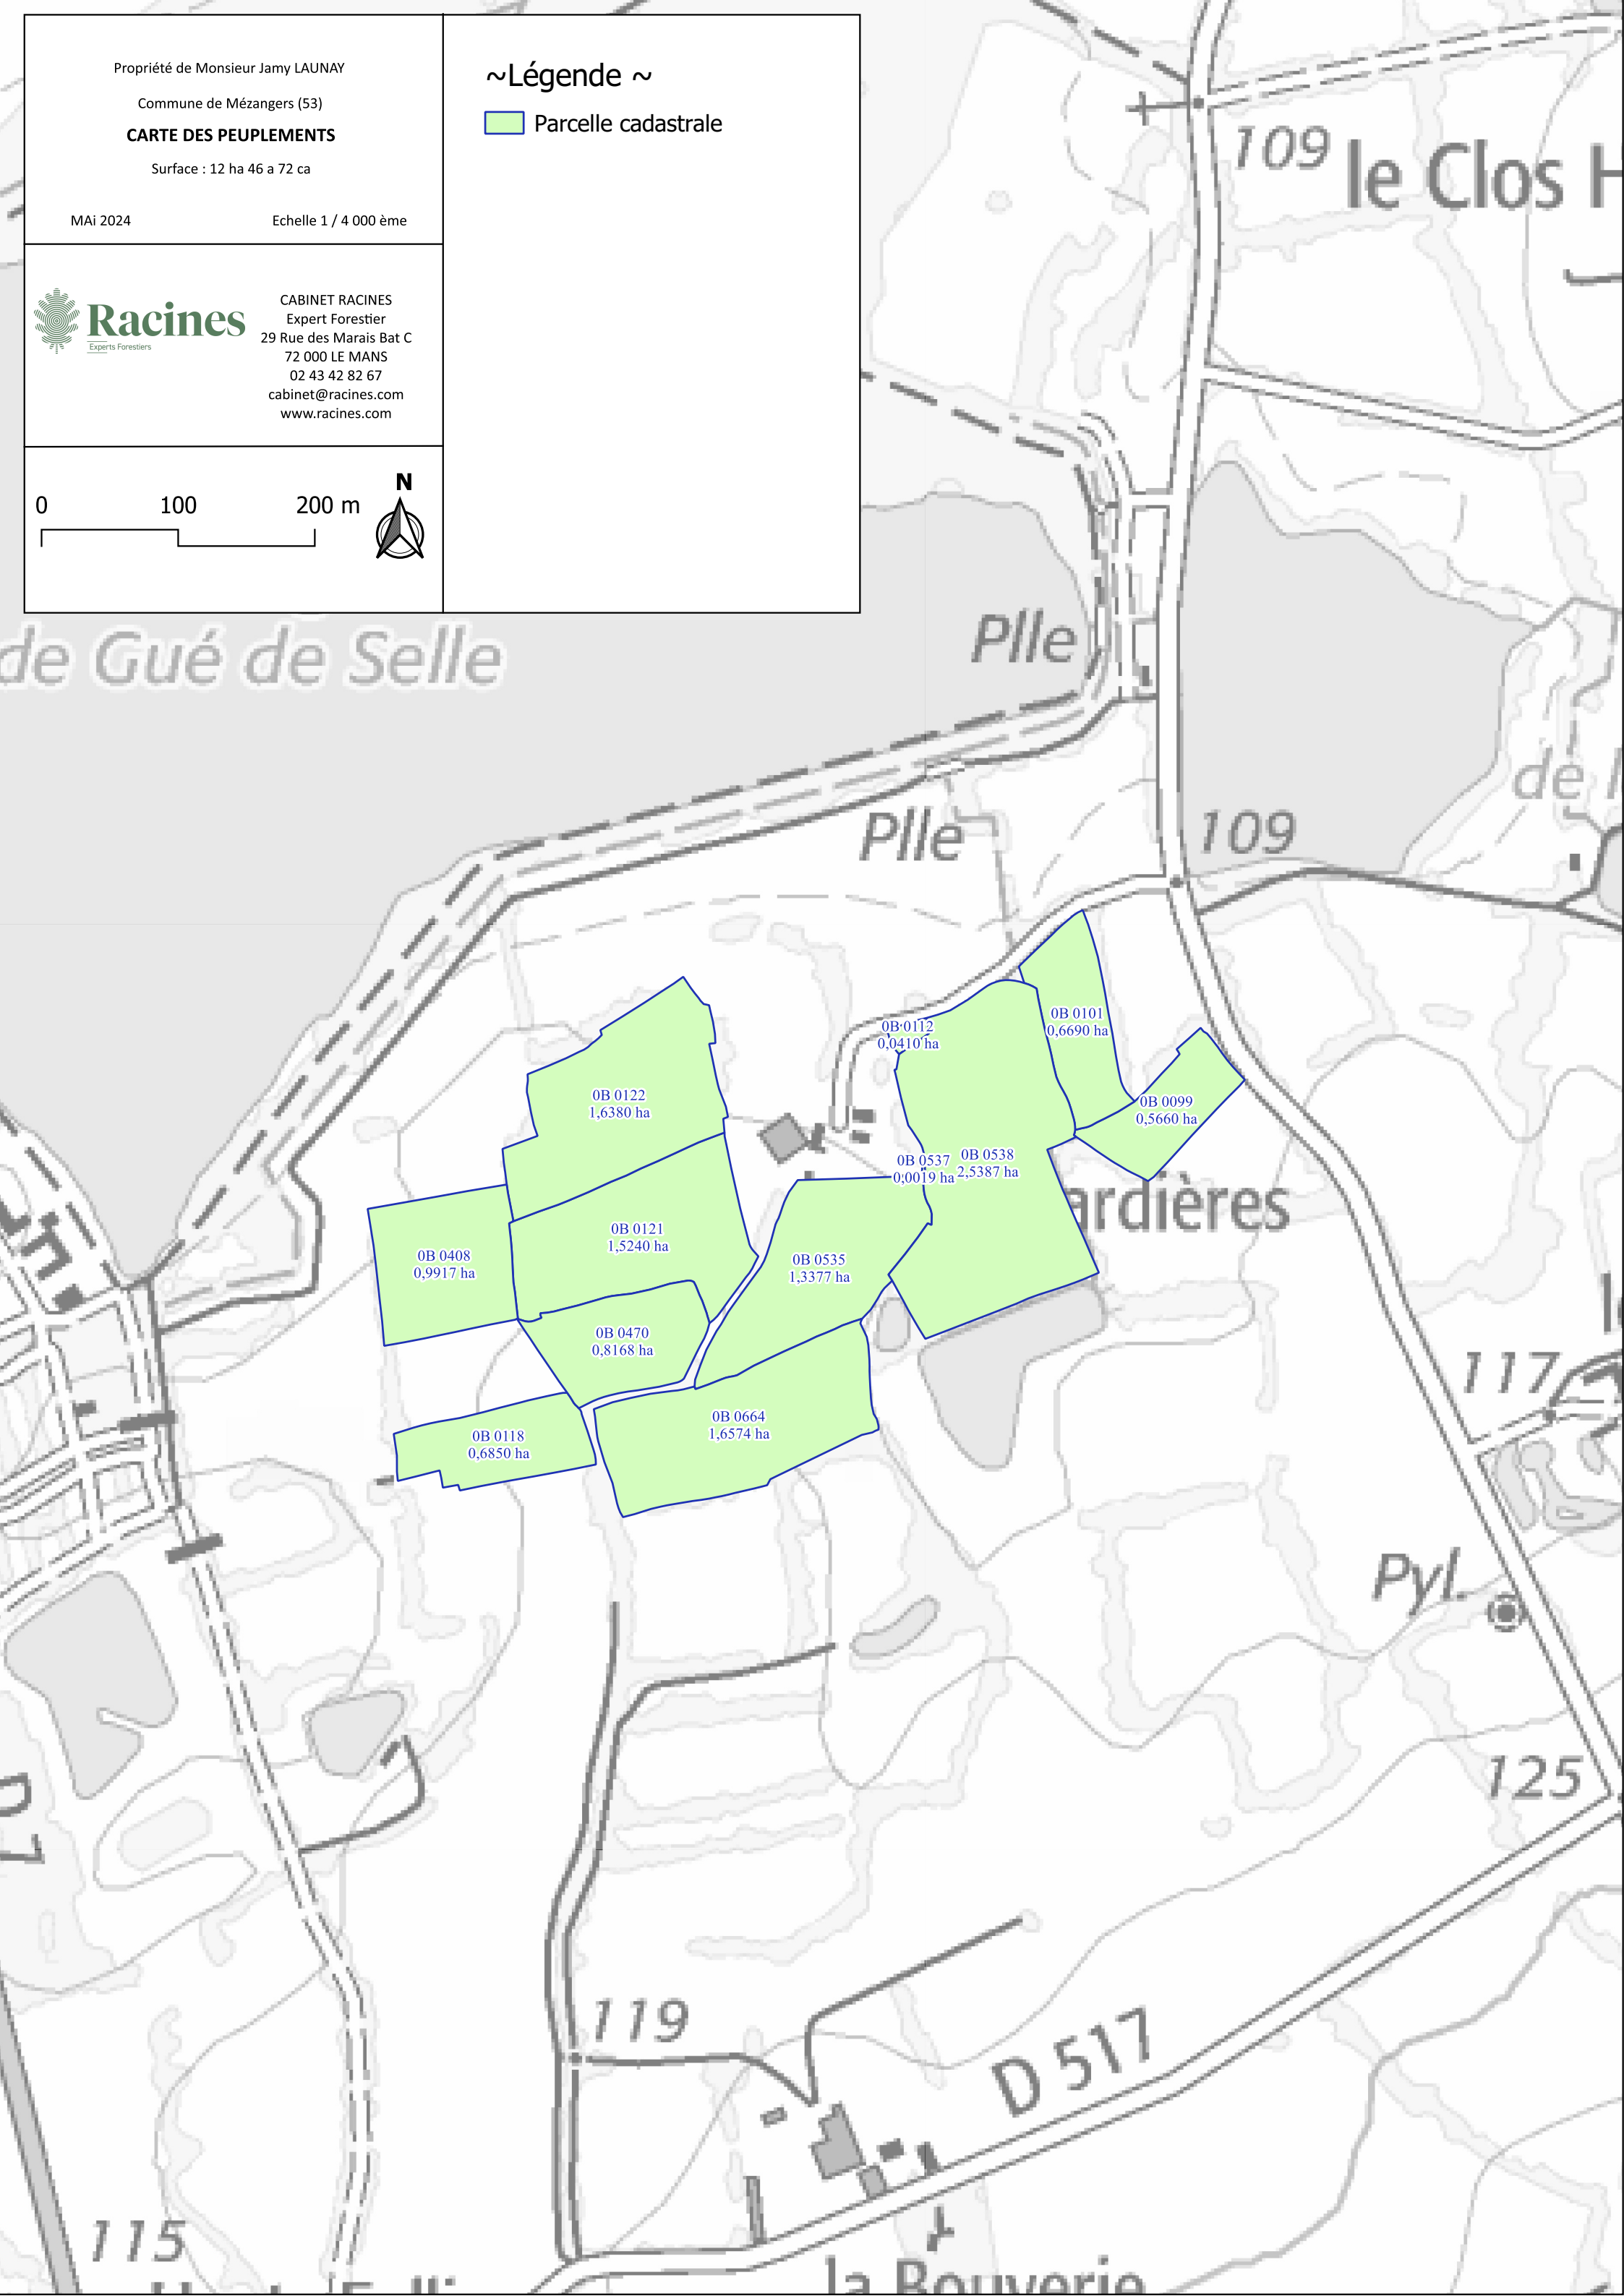 Propriété de Monsieur Jamy LAUNAY
Commune de Mézangers (53)
CARTE DES PEUPLEMENTS
Surface : 12 ha 46 a 72 ca
MAi 2024
Echelle 1 / 4 000 ème
Racines
Experts Forestiers
CABINET RACINES
Expert Forestier
29 Rue des Marais Bat C
72 000 LE MANS
02 43 42 82 67
cabinet@racines.com
www.racines.com
0 100 200 m
N
~Légende ~
Parcelle cadastrale
109
le Clos H
de Gué de Selle
Plle
de
Plle
109
0B 0101
0,6690 ha
0B 0112
0,0410 ha
0B 0122
1,6380 ha
0B 0099
0,5660 ha
0B 0537
0,0019 ha
0B 0538
2,5387 ha
ardières
0B 0121
1,5240 ha
0B 0408
0,9917 ha
0B 0535
1,3377 ha
0B 0470
0,8168 ha
117
0B 0664
1,6574 ha
0B 0118
0,6850 ha
Pyl.
125
D 7
119
D 517
115
la Bouverie